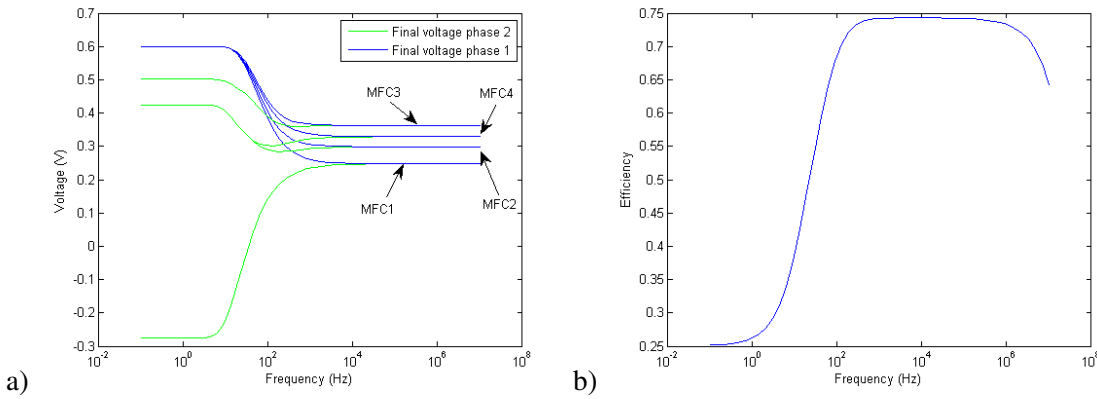 0.7
0.6
0.5
0.4
0.3
0.2
0.1
0
-0.1
-0.2
-0.3
Voltage (V)
Final voltage phase 2
Final voltage phase 1
MFC3
MFC4
MFC1
MFC2
10^-2
10^0
10^2
10^4
10^6
10^8
Frequency (Hz)
a)
0.75
0.7
0.65
0.6
0.55
0.5
0.45
0.4
0.35
0.3
0.25
Efficiency
10^-2
10^0
10^2
10^4
10^6
10^8
Frequency (Hz)
b)